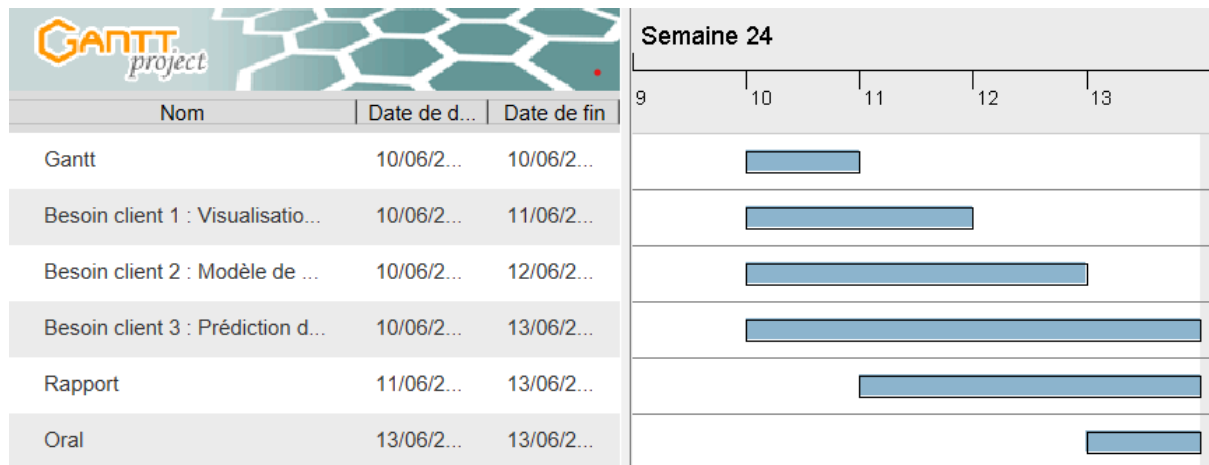 GANTT
project
Semaine 24
9 10 11 12 13
Nom Date de d... Date de fin
Gantt 10/06/2... 10/06/2...
Besoin client 1 : Visualisatio... 10/06/2... 11/06/2...
Besoin client 2 : Modèle de ... 10/06/2... 12/06/2...
Besoin client 3 : Prédiction d... 10/06/2... 13/06/2...
Rapport 11/06/2... 13/06/2...
Oral 13/06/2... 13/06/2...